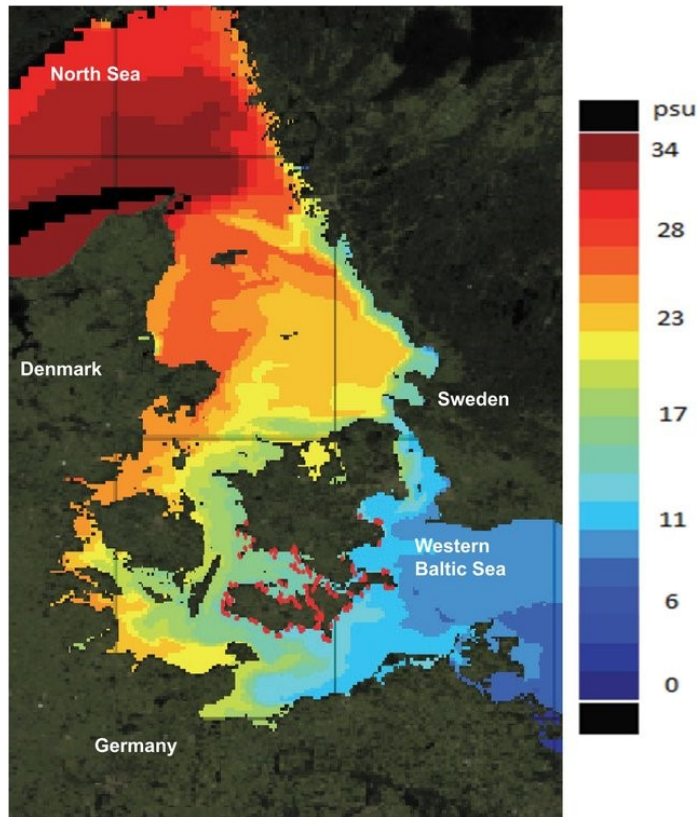 North Sea
psu
34
28
23
17
11
6
0
Denmark
Sweden
Western
Baltic Sea
Germany